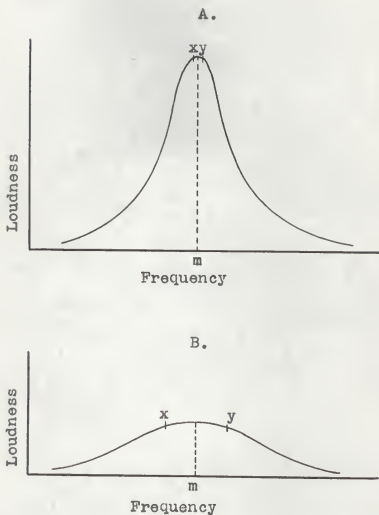 A.
xy
Loudness
m
Frequency
B.
x y
Loudness
m
Frequency